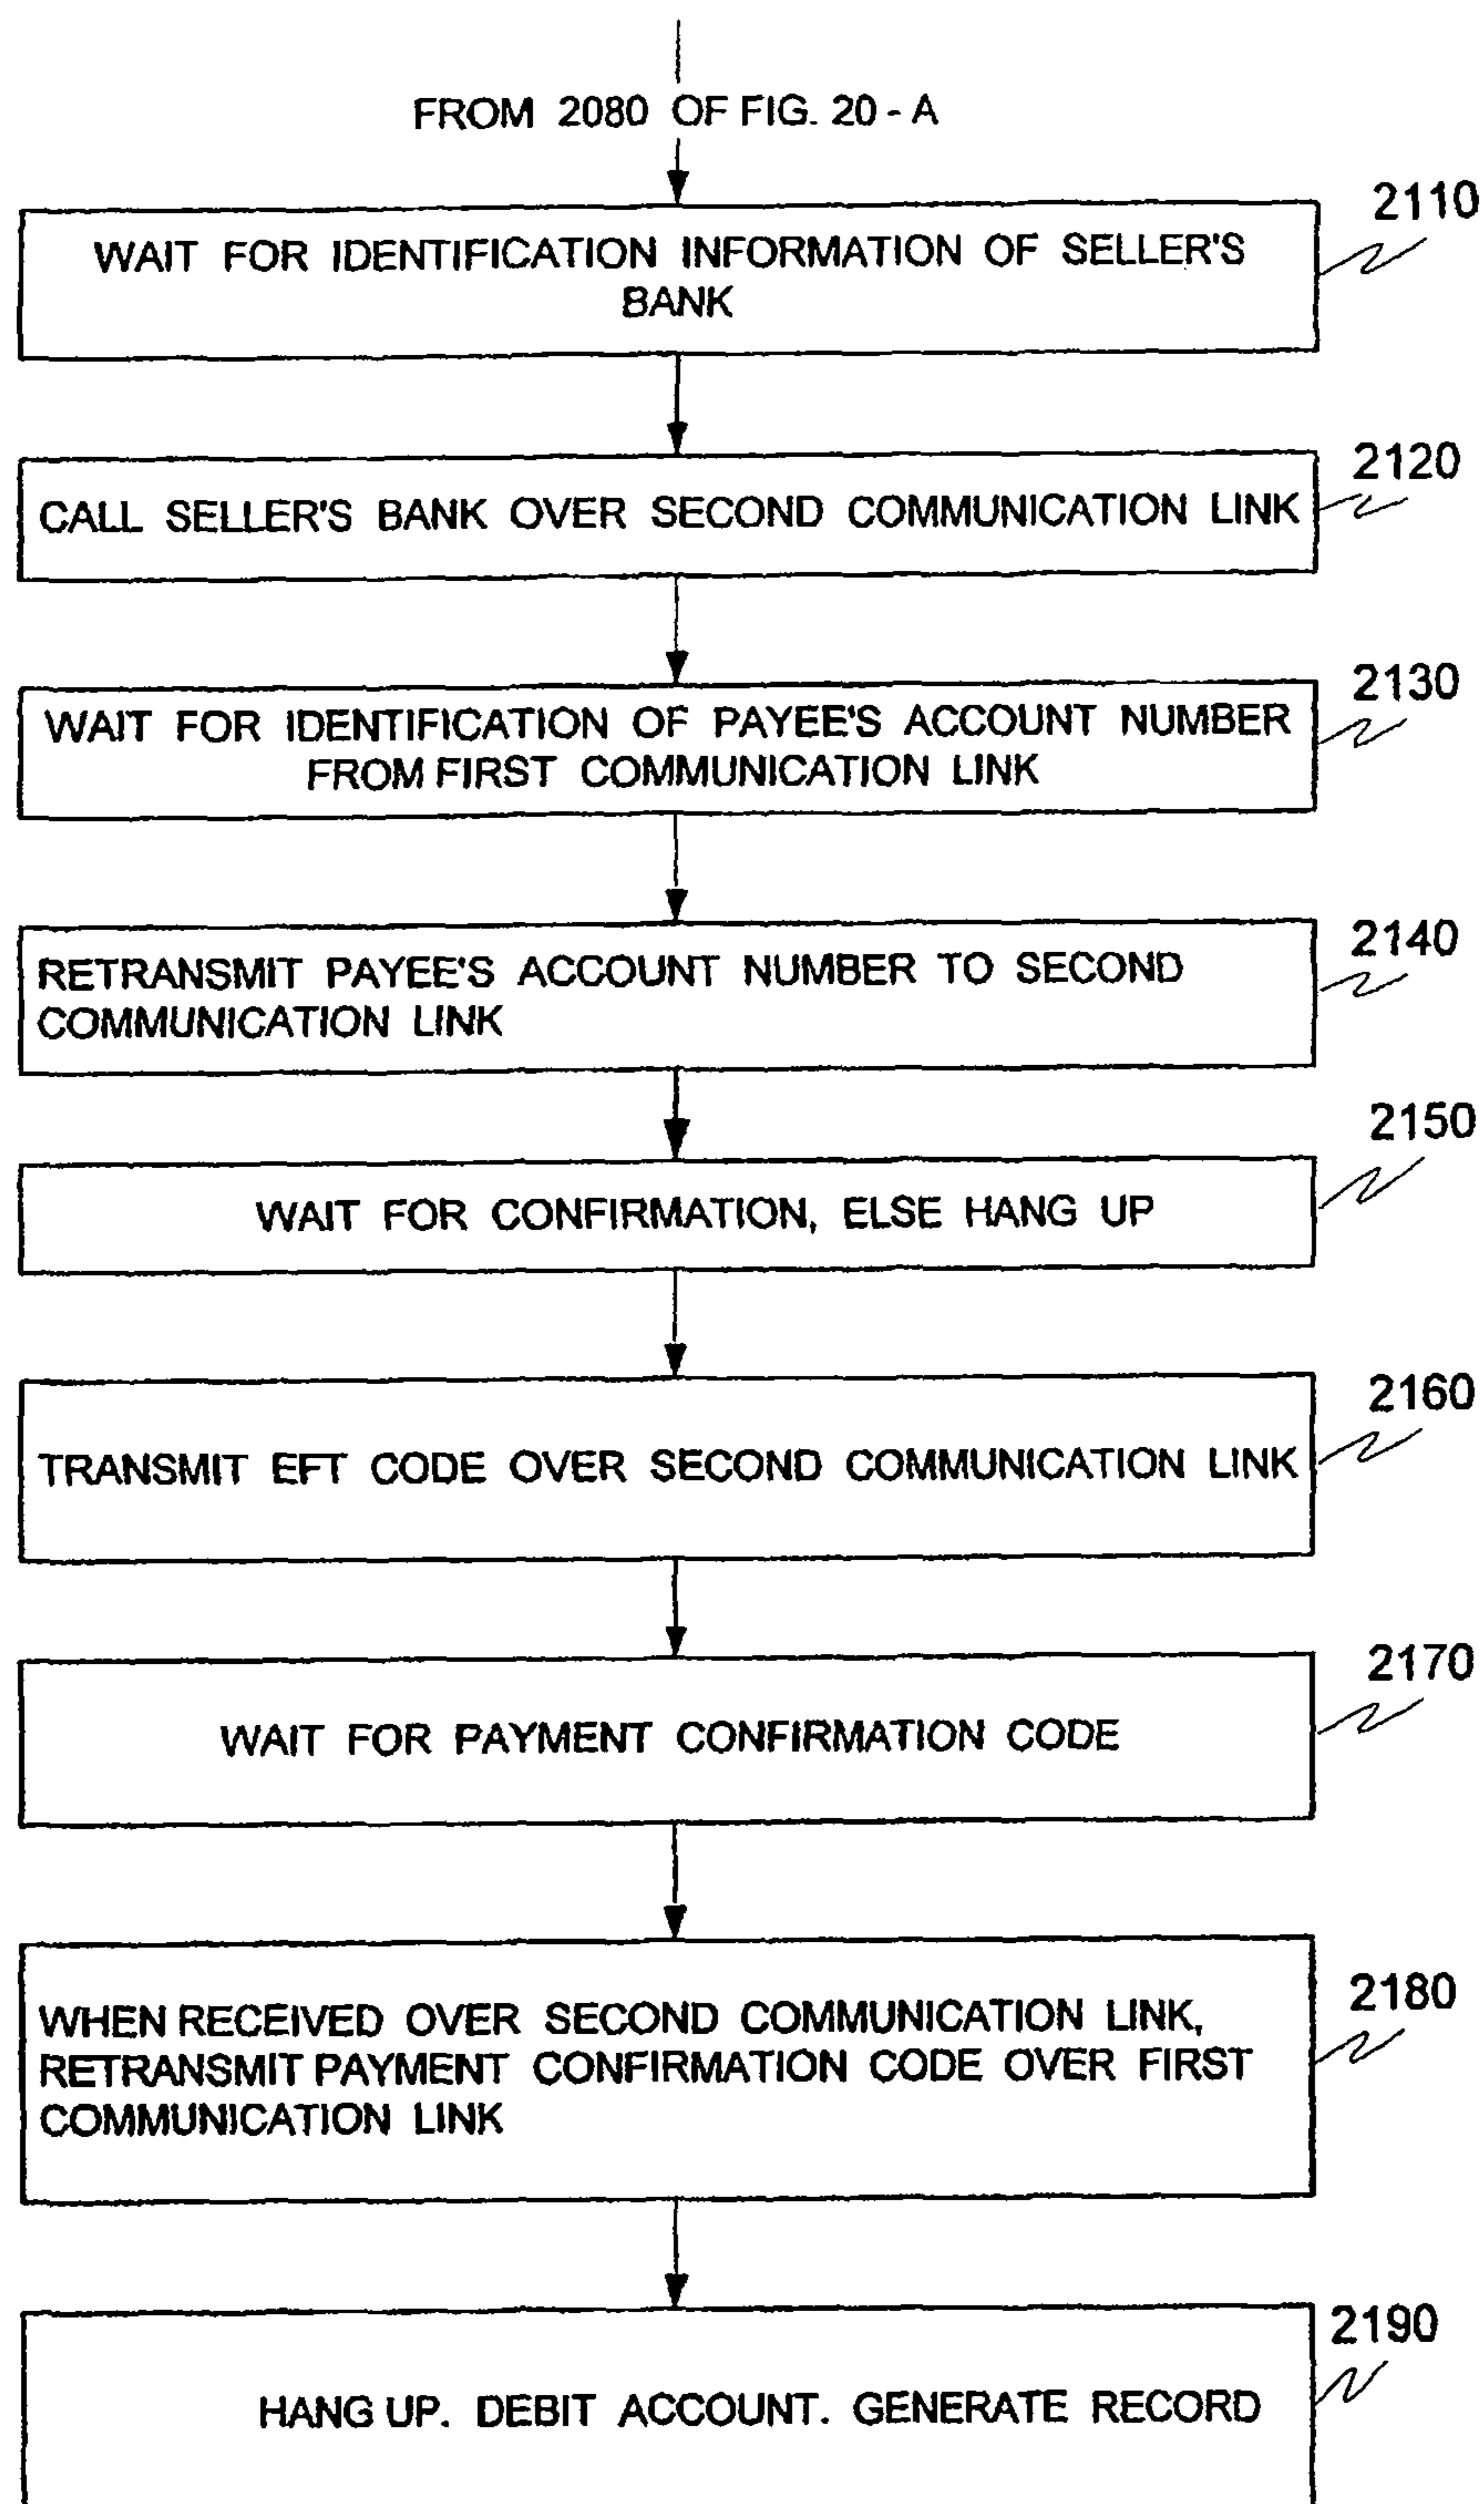 FROM 2080 OF FIG. 20 - A
2110
WAIT FOR IDENTIFICATION INFORMATION OF SELLER'S
BANK
2120
CALL SELLER'S BANK OVER SECOND COMMUNICATION LINK
2130
WAIT FOR IDENTIFICATION OF PAYEE'S ACCOUNT NUMBER
FROM FIRST COMMUNICATION LINK
2140
RETRANSMIT PAYEE'S ACCOUNT NUMBER TO SECOND
COMMUNICATION LINK
2150
WAIT FOR CONFIRMATION, ELSE HANG UP
2160
TRANSMIT EFT CODE OVER SECOND COMMUNICATION LINK
2170
WAIT FOR PAYMENT CONFIRMATION CODE
2180
WHEN RECEIVED OVER SECOND COMMUNICATION LINK,
RETRANSMIT PAYMENT CONFIRMATION CODE OVER FIRST
COMMUNICATION LINK
2190
HANG UP. DEBIT ACCOUNT. GENERATE RECORD